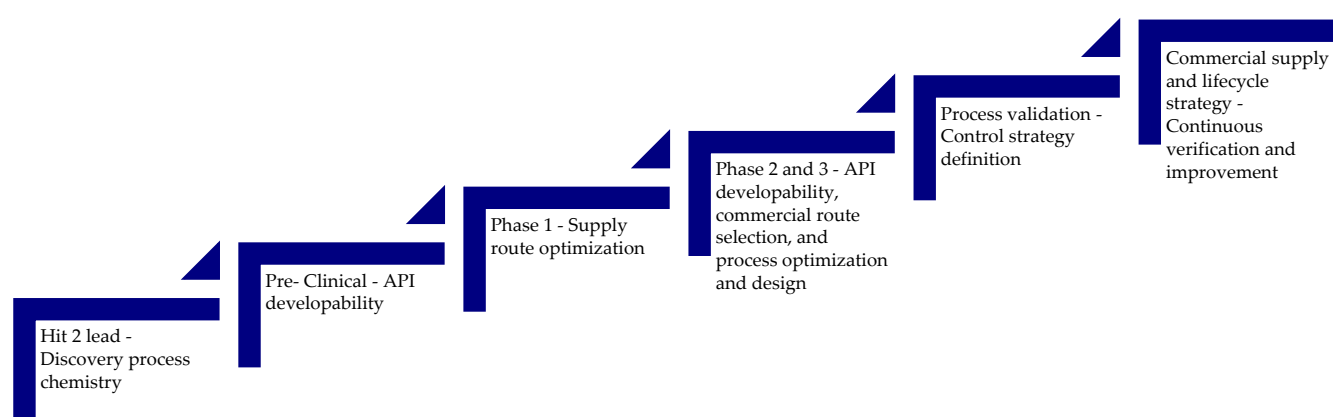 Hit 2 lead -
Discovery process
chemistry
Pre- Clinical - API
developability
Phase 1 - Supply
route optimization
Phase 2 and 3 - API
developability,
commercial route
selection, and
process optimization
and design
Process validation -
Control strategy
definition
Commercial supply
and lifecycle
strategy -
Continuous
verification and
improvement